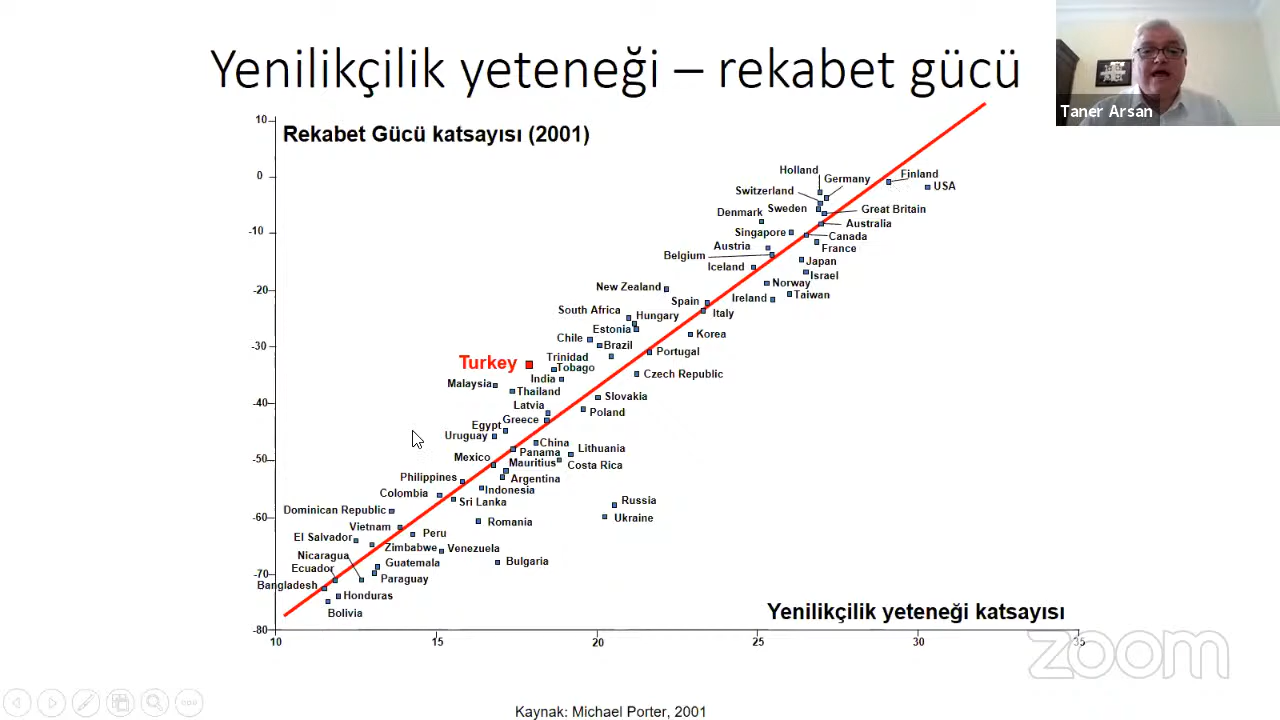 Yenilikçilik yeteneği – rekabet gücü
Taner Arsan
Rekabet Gücü katsayısı (2001)
10
0
-10
-20
-30
-40
-50
-60
-70
-80
10
15
20
25
30
35
Holland
Germany
Finland
USA
Switzerland
Sweden
Great Britain
Denmark
Australia
Singapore
Canada
Austria
France
Belgium
Japan
Iceland
Israel
New Zealand
Norway
Spain
Ireland
Taiwan
South Africa
Hungary
Italy
Estonia
Korea
Chile
Brazil
Portugal
Trinidad
Tobago
Turkey
Czech Republic
India
Malaysia
Thailand
Slovakia
Latvia
Poland
Greece
Egypt
Uruguay
China
Lithuania
Panama
Mexico
Mauritius
Costa Rica
Philippines
Argentina
Colombia
Indonesia
Sri Lanka
Russia
Dominican Republic
Ukraine
Vietnam
Romania
El Salvador
Peru
Nicaragua
Zimbabwe
Venezuela
Ecuador
Guatemala
Bulgaria
Bangladesh
Paraguay
Honduras
Bolivia
Yenilikçilik yeteneği katsayısı
zoom
Kaynak: Michael Porter, 2001